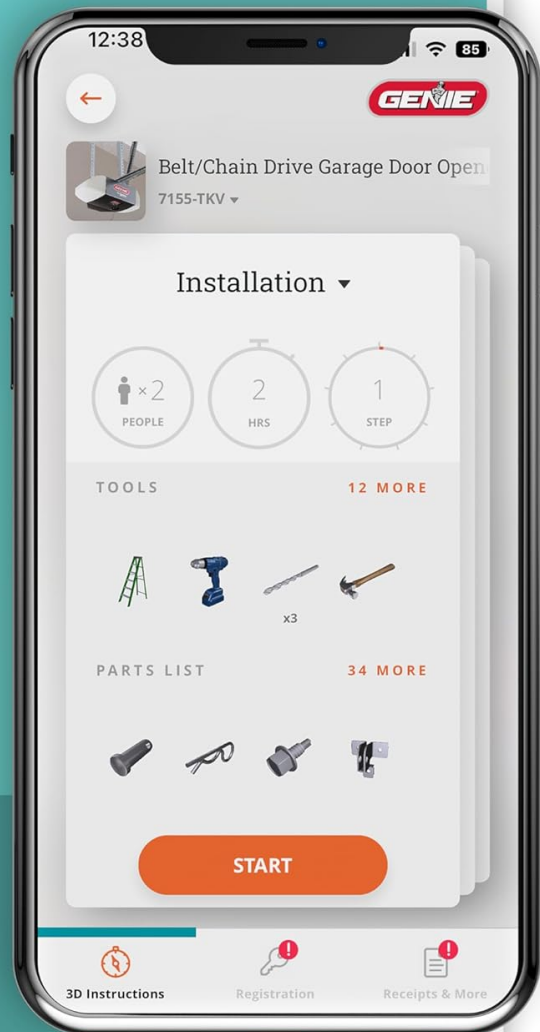 12:38
85
GENIE
Belt/Chain Drive Garage Door Open
7155-TKV
Installation
×2
PEOPLE
2
HRS
1
STEP
TOOLS
12 MORE
x3
PARTS LIST
34 MORE
START
3D Instructions
Registration
Receipts & More